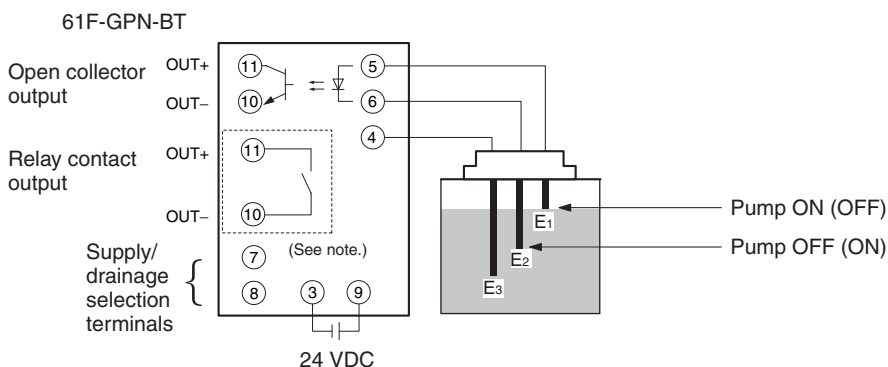 61F-GPN-BT
Open collector
output
OUT+
11
OUT−
10
5
6
4
Relay contact
output
OUT+
11
OUT−
10
Supply/
drainage
selection
terminals
7
(See note.)
8
3
9
24 VDC
E1
E2
E3
Pump ON (OFF)
Pump OFF (ON)